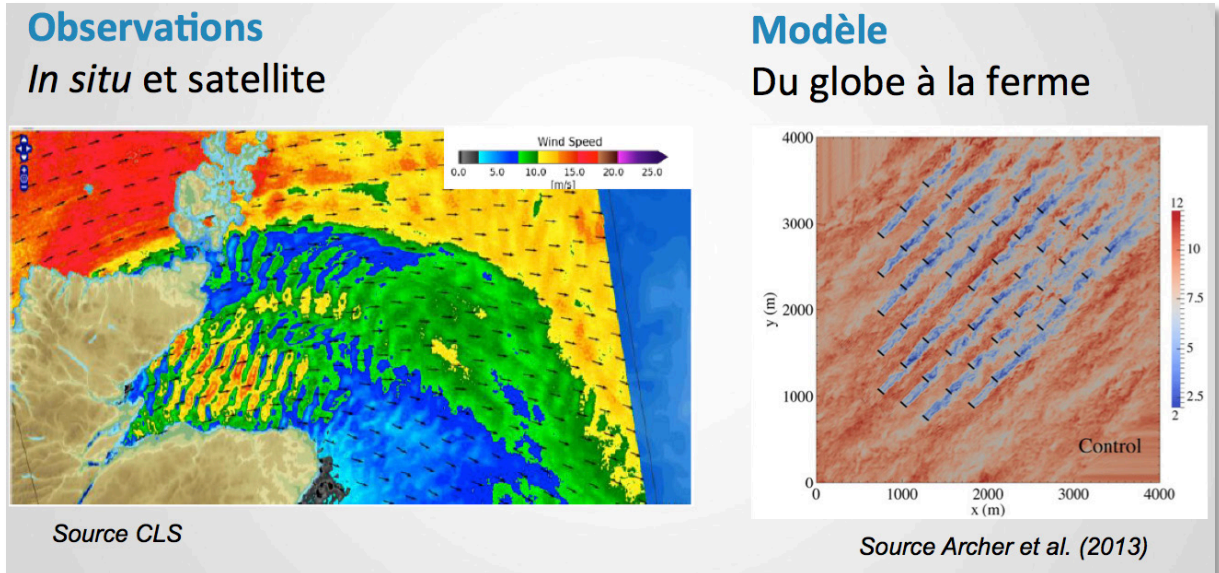 Observations
In situ et satellite
Wind Speed
0.0 5.0 10.0 15.0 20.0 25.0
[m/s]
Source CLS
Modèle
Du globe à la ferme
4000
3000
2000
1000
0
y (m)
0 1000 2000 3000 4000
x (m)
Control
12
10
7.5
5
2.5
2
Source Archer et al. (2013)